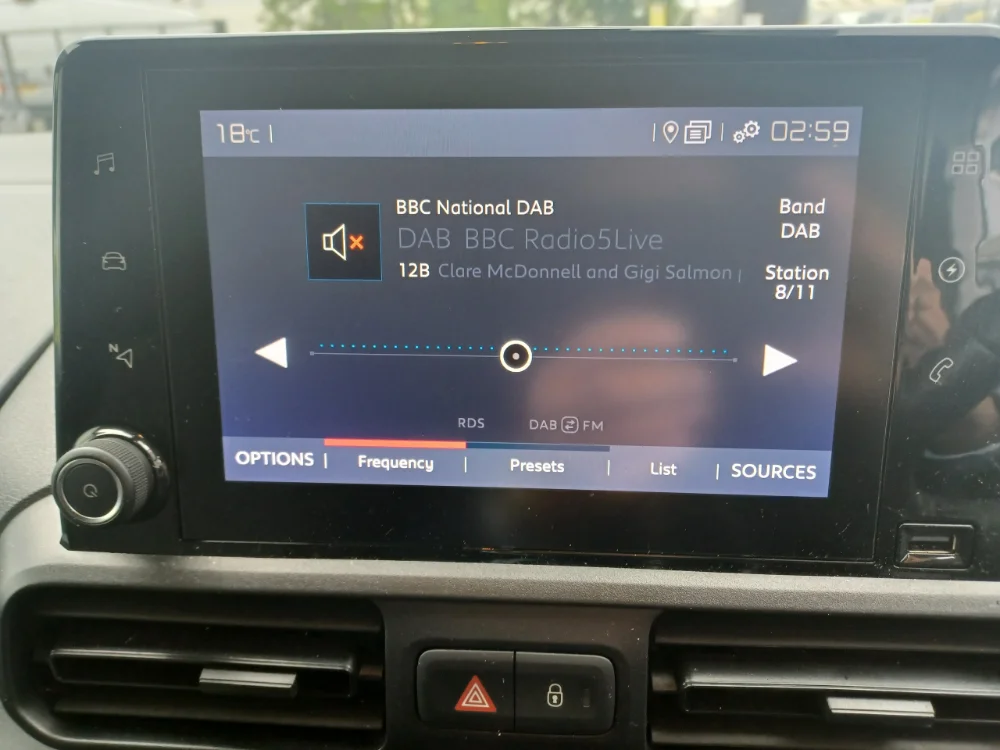 18°C
02:59
BBC National DAB
DAB BBC Radio5Live
12B Clare McDonnell and Gigi Salmon
Band
DAB
Station
8/11
N
RDS
DAB FM
OPTIONS
Frequency
Presets
List
SOURCES